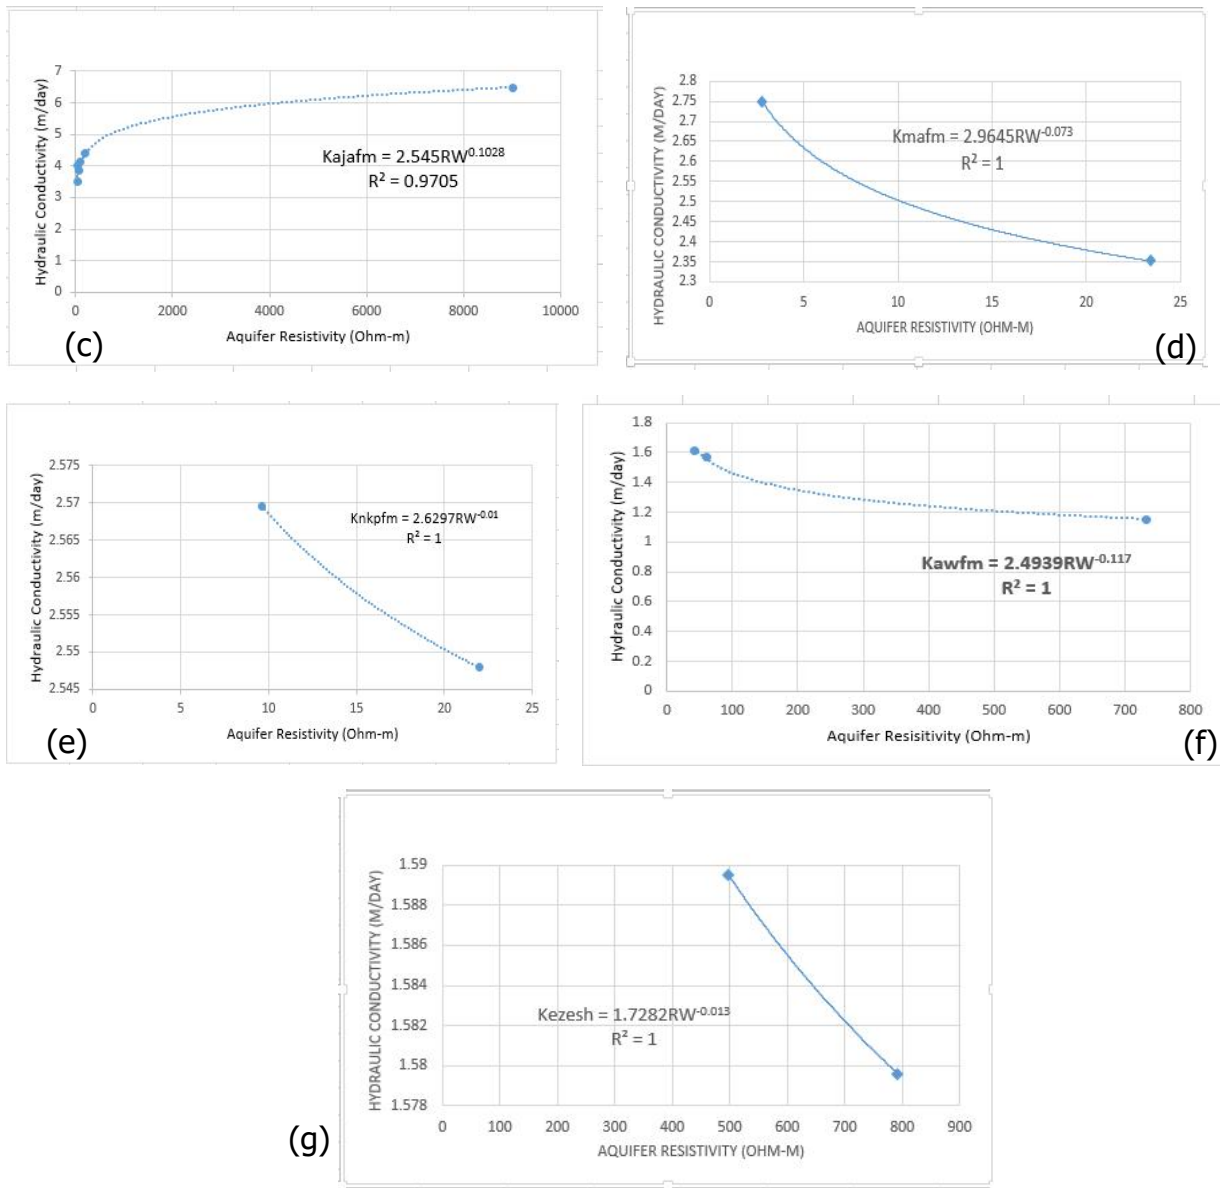 7
6
5
4
3
2
1
0
Hydraulic Conductivity (m/day)
Kajafm = 2.545RW^0.1028
R² = 0.9705
0 2000 4000 6000 8000 10000
Aquifer Resistivity (Ohm-m)
(c)
2.8
2.75
2.7
2.65
2.6
2.55
2.5
2.45
2.4
2.35
2.3
HYDRAULIC CONDUCTIVITY (M/DAY)
Kmafm = 2.9645RW^-0.073
R² = 1
0 5 10 15 20 25
AQUIFER RESISTIVITY (OHM-M)
(d)
2.575
2.57
2.565
2.56
2.555
2.55
2.545
Hydraulic Conductivity (m/day)
Knkpfm = 2.6297RW^-0.01
R² = 1
0 5 10 15 20 25
Aquifer Resistivity (Ohm-m)
(e)
1.8
1.6
1.4
1.2
1
0.8
0.6
0.4
0.2
0
Hydraulic Conductivity (m/day)
Kawfm = 2.4939RW^-0.117
R² = 1
0 100 200 300 400 500 600 700 800
Aquifer Resisitivity (Ohm-m)
(f)
1.59
1.588
1.586
1.584
1.582
1.58
1.578
HYDRAULIC CONDUCTIVITY (M/DAY)
Kezesh = 1.7282RW^-0.013
R² = 1
0 100 200 300 400 500 600 700 800 900
AQUIFER RESISTIVITY (OHM-M)
(g)